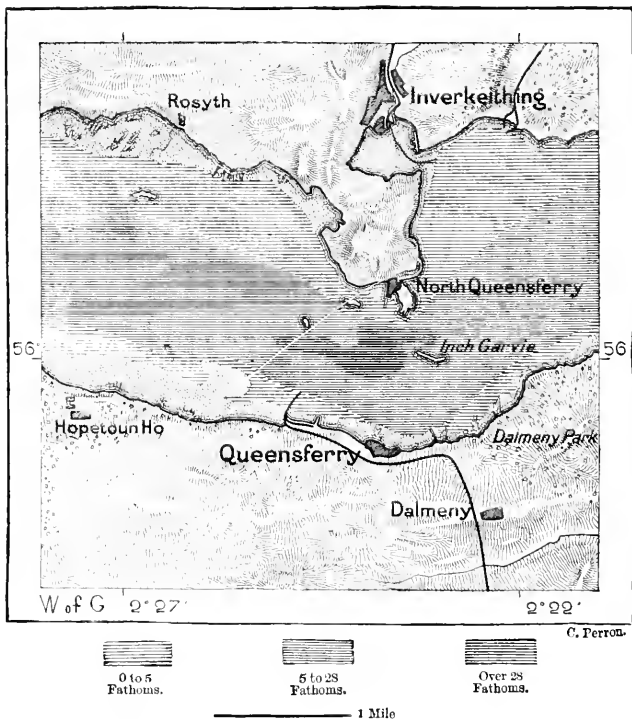 Rosyth
Inverkeithing
North Queensferry
56
Inch Garvie
56
Hopetoun Ho
Queensferry
Dalmeny Park
Dalmeny
W of G 2°27' 2°22'
C. Perron.
0 to 5 Fathoms.
5 to 28 Fathoms.
Over 28 Fathoms.
1 Mile